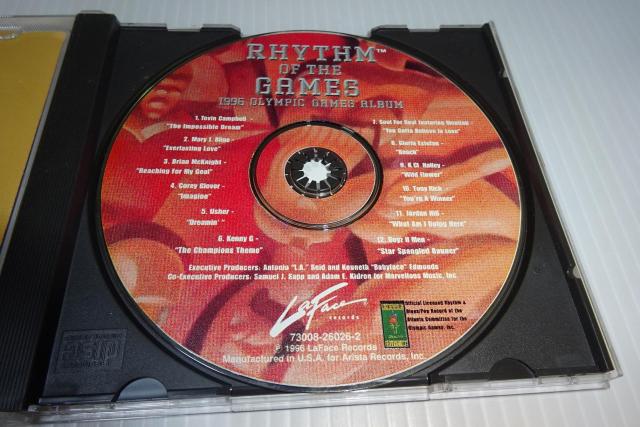 RHYTHM™
OF THE
GAMES
1996 OLYMPIC GAMES ALBUM
1. Tevin Campbell -
"The Impossible Dream"
2. Mary J. Blige -
"Everlasting Love"
3. Brian McKnight -
"Reaching For My Goal"
4. Corey Glover -
"Imagine"
5. Usher -
"Dreamin'"
6. Kenny G -
"The Champions Theme"
7. Soul For Real featuring
"You Gotta Believe In Love"
8. Gloria Estefan -
"Reach"
9. K Ci Hailey -
"Wild Flower"
10. Tony Rich -
"You're A Winner"
11. Jordan Hill -
"What Am I Doing Here"
12. Boyz II Men -
"Star Spangled Banner"
Executive Producers: Antonio "L.A." Reid and Kenneth "Babyface" Edmonds
Co-Executive Producers: Samuel J. Sapp and Adam E. Kidron for Marvellous Music, Inc
LaFace
records
73008-26026-2
℗ 1996 LaFace Records
Manufactured in U.S.A. for Arista Records, Inc.
Official Licensed Rhythm &
Blues/Pop Record of the
Atlanta Committee for the
Olympic Games, Inc.